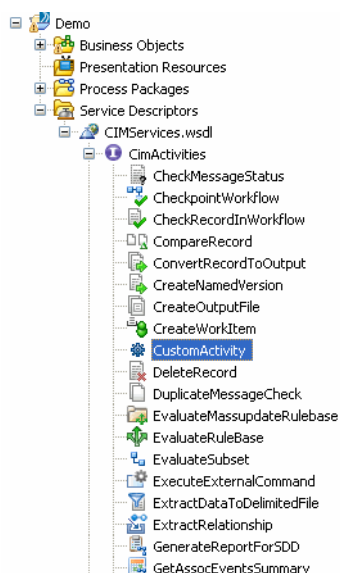 Demo
Business Objects
Presentation Resources
Process Packages
Service Descriptors
CIMServices.wsdl
CimActivities
CheckMessageStatus
CheckpointWorkflow
CheckRecordInWorkflow
CompareRecord
ConvertRecordToOutput
CreateNamedVersion
CreateOutputFile
CreateWorkItem
CustomActivity
DeleteRecord
DuplicateMessageCheck
EvaluateMassupdateRulebase
EvaluateRuleBase
EvaluateSubset
ExecuteExternalCommand
ExtractDataToDelimitedFile
ExtractRelationship
GenerateReportForSDD
GetAssocEventsSummary